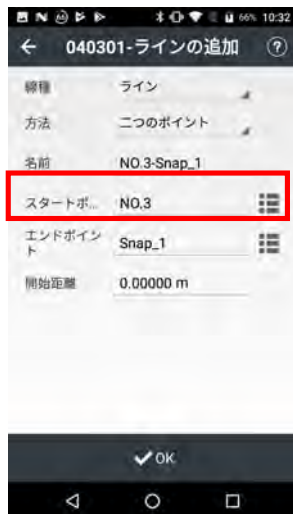 66% 10:32
040301-ラインの追加 ?
線種 ライン
方法 二つのポイント
名前 NO.3-Snap_1
スタートポ... NO.3
エンドポイン
ト Snap_1
開始距離 0.00000 m
OK